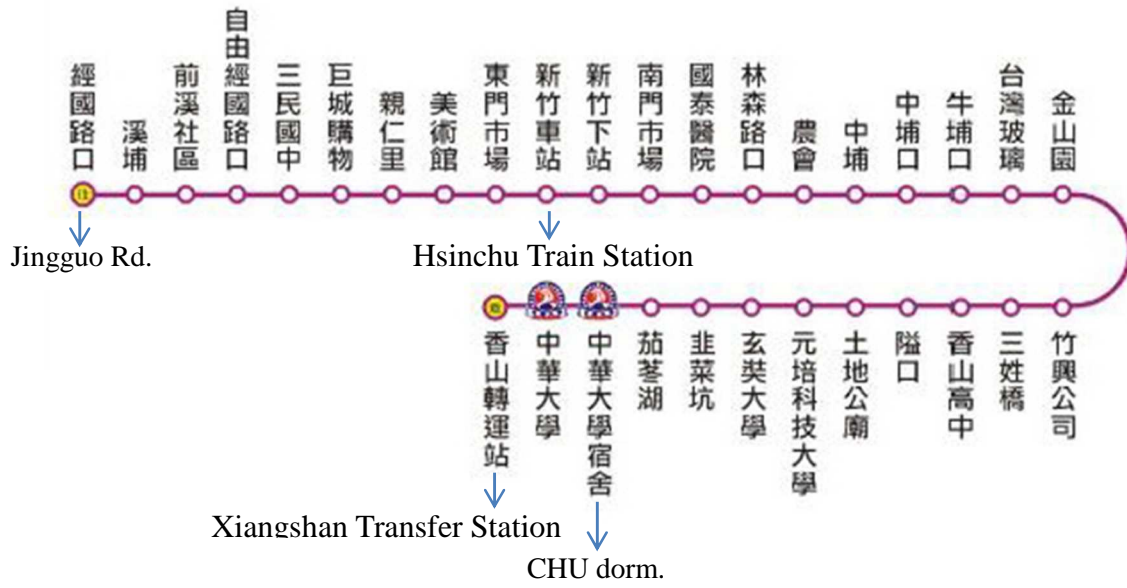 經國路口
溪埔
前溪社區
自由經國路口
三民國中
巨城購物
親仁里
美術館
東門市場
新竹車站
新竹下站
南門市場
國泰醫院
林森路口
農會
中埔
中埔口
牛埔口
台灣玻璃
金山園
往
Jingguo Rd.
Hsinchu Train Station
香山轉運站
中華大學
中華大學宿舍
茄苳湖
韭菜坑
玄奘大學
元培科技大學
土地公廟
隘口
香山高中
三姓橋
竹興公司
Xiangshan Transfer Station
CHU dorm.